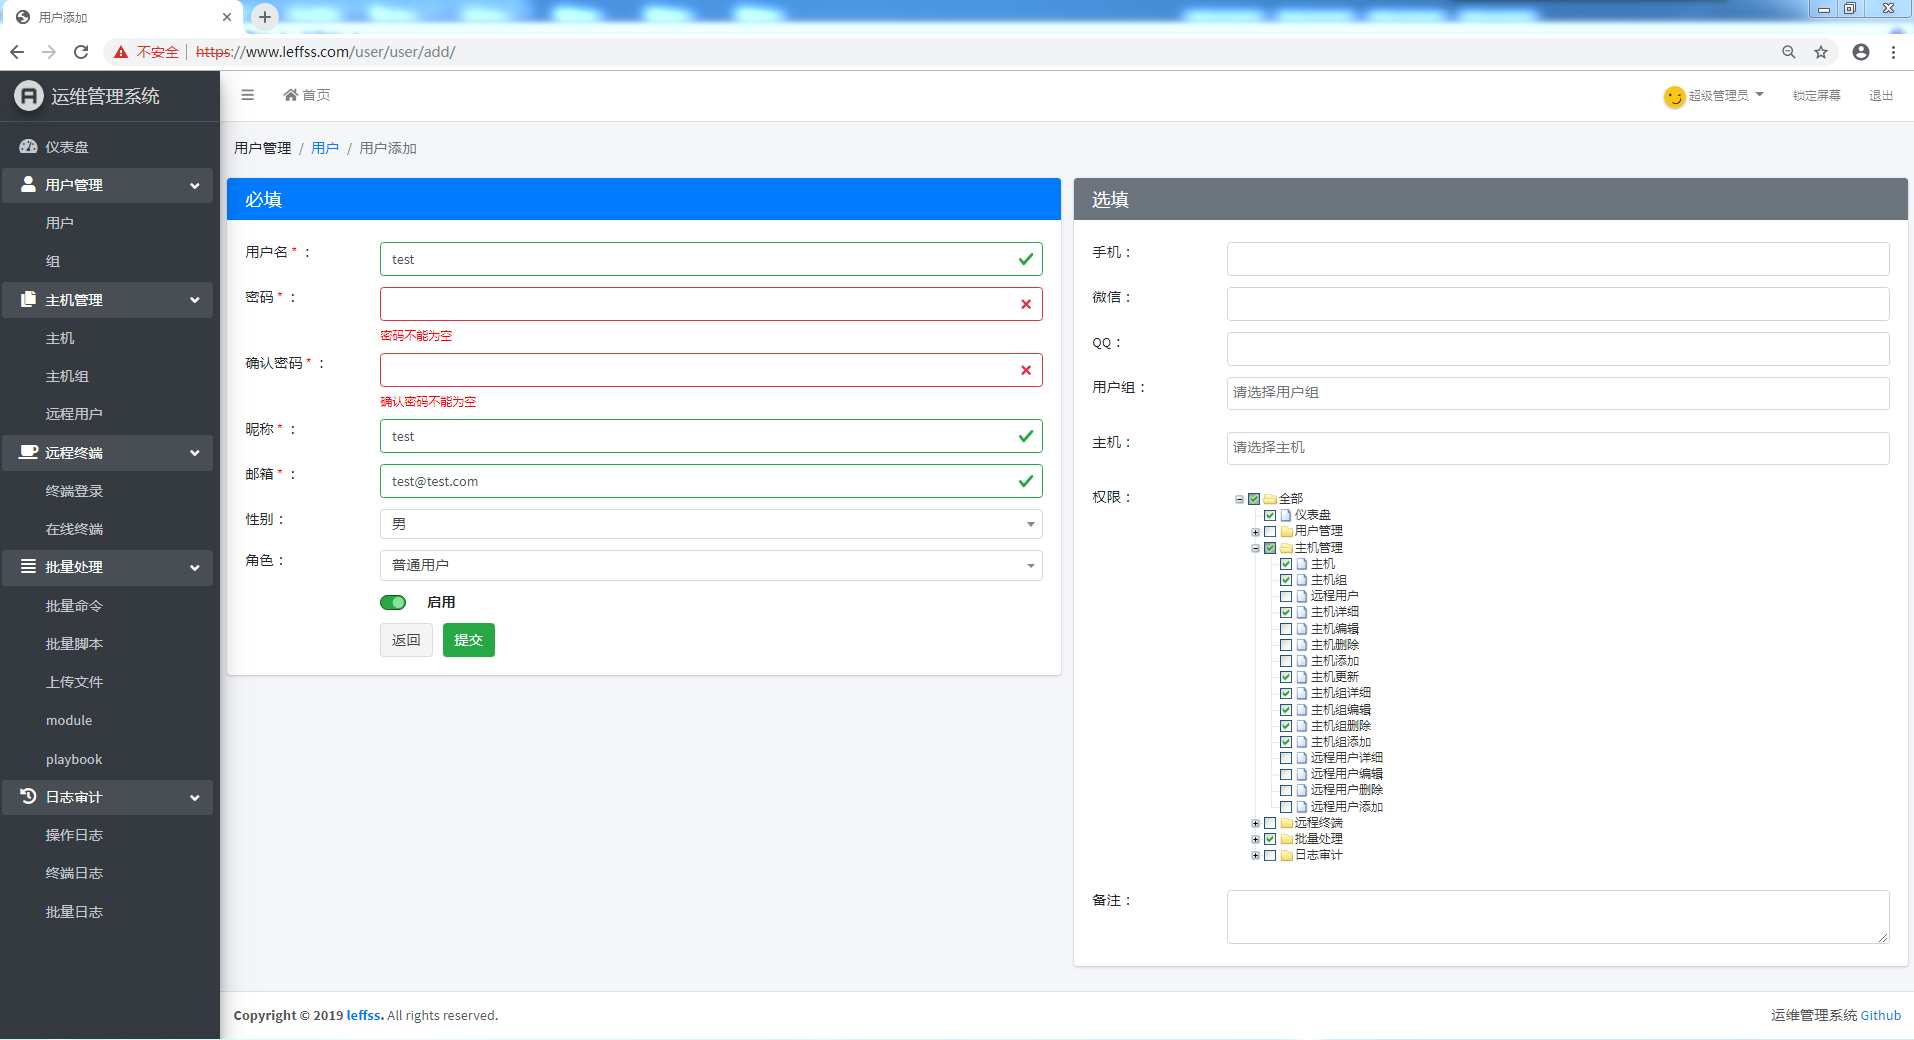 用户添加
不安全
https://www.leffss.com/user/user/add/
运维管理系统
首页
超级管理员
锁定屏幕
退出
仪表盘
用户管理
用户
组
主机管理
主机
主机组
远程用户
远程终端
终端登录
在线终端
批量处理
批量命令
批量脚本
上传文件
module
playbook
日志审计
操作日志
终端日志
批量日志
用户管理 / 用户 / 用户添加
必填
用户名*：
test
密码*：
密码不能为空
确认密码*：
确认密码不能为空
昵称*：
test
邮箱*：
test@test.com
性别：
男
角色：
普通用户
启用
返回
提交
选填
手机：
微信：
QQ：
用户组：
请选择用户组
主机：
请选择主机
权限：
全部
仪表盘
用户管理
主机管理
主机
主机组
远程用户
主机详细
主机编辑
主机删除
主机添加
主机更新
主机组详细
主机组编辑
主机组删除
主机组添加
远程用户详细
远程用户编辑
远程用户删除
远程用户添加
远程终端
批量处理
日志审计
备注：
Copyright © 2019 leffss. All rights reserved.
运维管理系统 Github